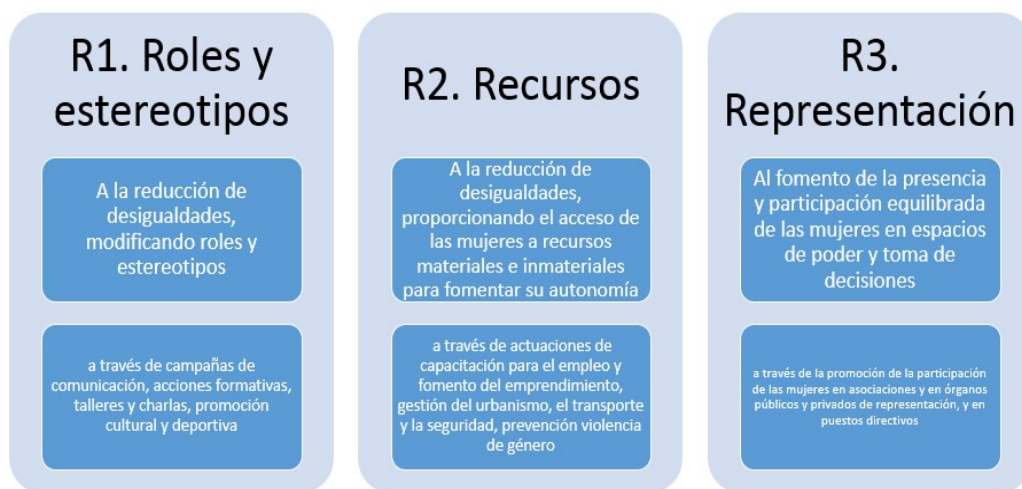 R1. Roles y
estereotipos
A la reducción de
desigualdades,
modificando roles y
estereotipos
a través de campañas de
comunicación, acciones formativas,
talleres y charlas, promoción
cultural y deportiva
R2. Recursos
A la reducción de
desigualdades,
proporcionando el acceso de
las mujeres a recursos
materiales e inmateriales
para fomentar su autonomía
a través de actuaciones de
capacitación para el empleo y
fomento del emprendimiento,
gestión del urbanismo, el transporte
y la seguridad, prevención violencia
de género
R3.
Representación
Al fomento de la presencia
y participación equilibrada
de las mujeres en espacios
de poder y toma de
decisiones
a través de la promoción de la participación
de las mujeres en asociaciones y en órganos
públicos y privados de representación, y en
puestos directivos